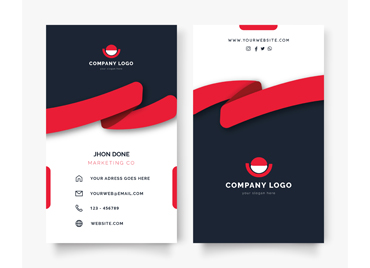 COMPANY LOGO
your slogan here
JHON DONE
MARKETING CO
YOUR ADRESS GOES HERE
YOURWEB@EMAIL.COM
123 - 456789
WEBSITE.COM
WWW.YOURWEBSITE.COM
COMPANY LOGO
your slogan here